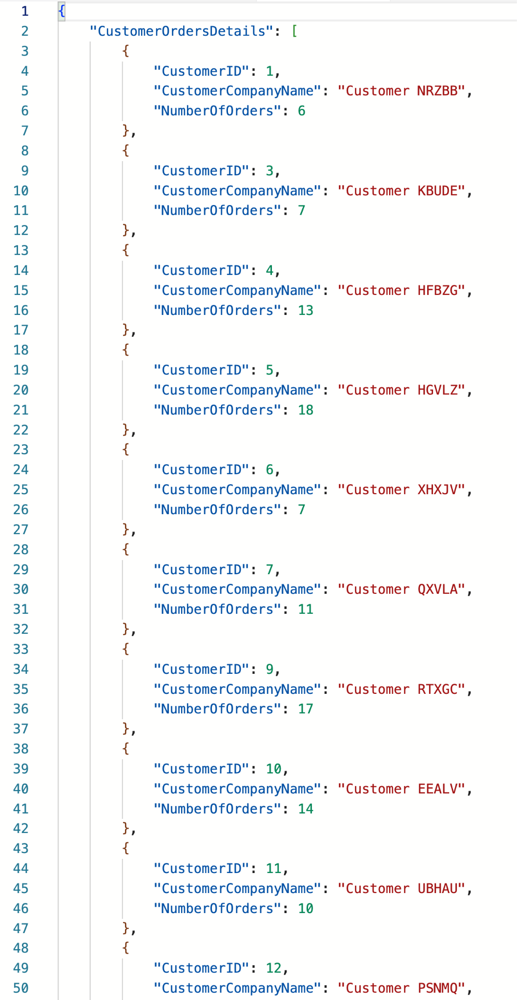 1 {
2 "CustomerOrdersDetails": [
3 {
4 "CustomerID": 1,
5 "CustomerCompanyName": "Customer NRZBB",
6 "NumberOfOrders": 6
7 },
8 {
9 "CustomerID": 3,
10 "CustomerCompanyName": "Customer KBUDE",
11 "NumberOfOrders": 7
12 },
13 {
14 "CustomerID": 4,
15 "CustomerCompanyName": "Customer HFBZG",
16 "NumberOfOrders": 13
17 },
18 {
19 "CustomerID": 5,
20 "CustomerCompanyName": "Customer HGVLZ",
21 "NumberOfOrders": 18
22 },
23 {
24 "CustomerID": 6,
25 "CustomerCompanyName": "Customer XHXJV",
26 "NumberOfOrders": 7
27 },
28 {
29 "CustomerID": 7,
30 "CustomerCompanyName": "Customer QXVLA",
31 "NumberOfOrders": 11
32 },
33 {
34 "CustomerID": 9,
35 "CustomerCompanyName": "Customer RTXGC",
36 "NumberOfOrders": 17
37 },
38 {
39 "CustomerID": 10,
40 "CustomerCompanyName": "Customer EEALV",
41 "NumberOfOrders": 14
42 },
43 {
44 "CustomerID": 11,
45 "CustomerCompanyName": "Customer UBHAU",
46 "NumberOfOrders": 10
47 },
48 {
49 "CustomerID": 12,
50 "CustomerCompanyName": "Customer PSNMQ",